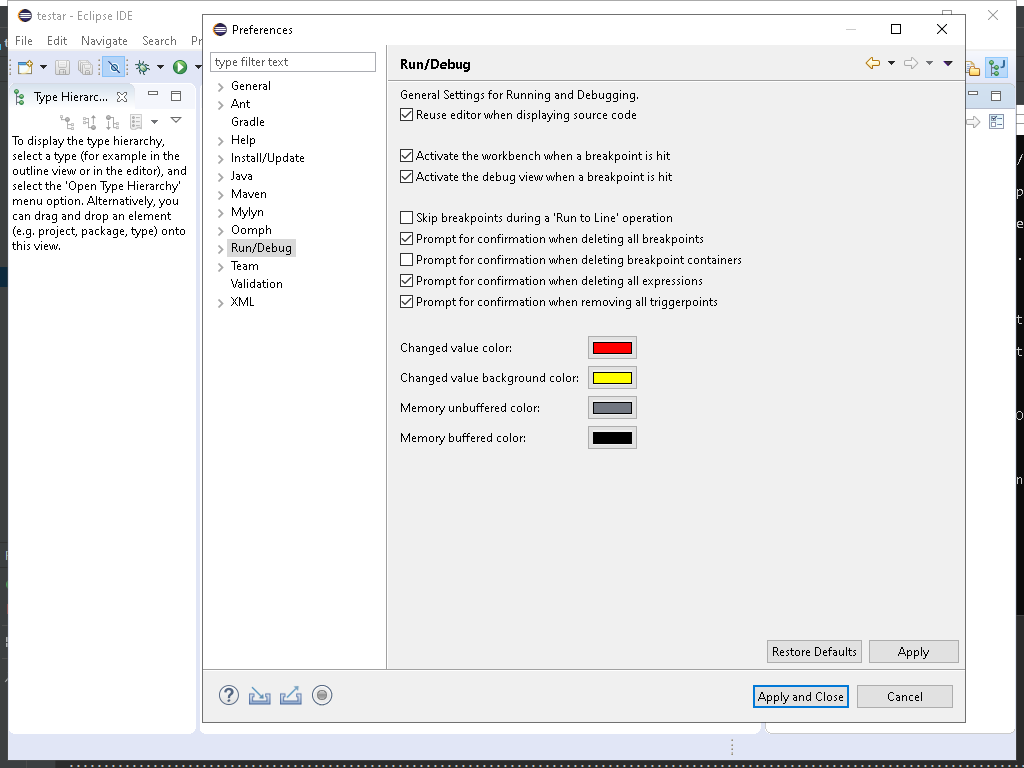 testar - Eclipse IDE
File Edit Navigate Search
Type Hierarc...
To display the type hierarchy,
select a type (for example in the
outline view or in the editor), and
select the 'Open Type Hierarchy'
menu option. Alternatively, you
can drag and drop an element
(e.g. project, package, type) onto
this view.
Preferences
type filter text
General
Ant
Gradle
Help
Install/Update
Java
Maven
Mylyn
Oomph
Run/Debug
Team
Validation
XML
Run/Debug
General Settings for Running and Debugging.
Reuse editor when displaying source code
Activate the workbench when a breakpoint is hit
Activate the debug view when a breakpoint is hit
Skip breakpoints during a 'Run to Line' operation
Prompt for confirmation when deleting all breakpoints
Prompt for confirmation when deleting breakpoint containers
Prompt for confirmation when deleting all expressions
Prompt for confirmation when removing all triggerpoints
Changed value color:
Changed value background color:
Memory unbuffered color:
Memory buffered color:
Restore Defaults Apply
Apply and Close Cancel